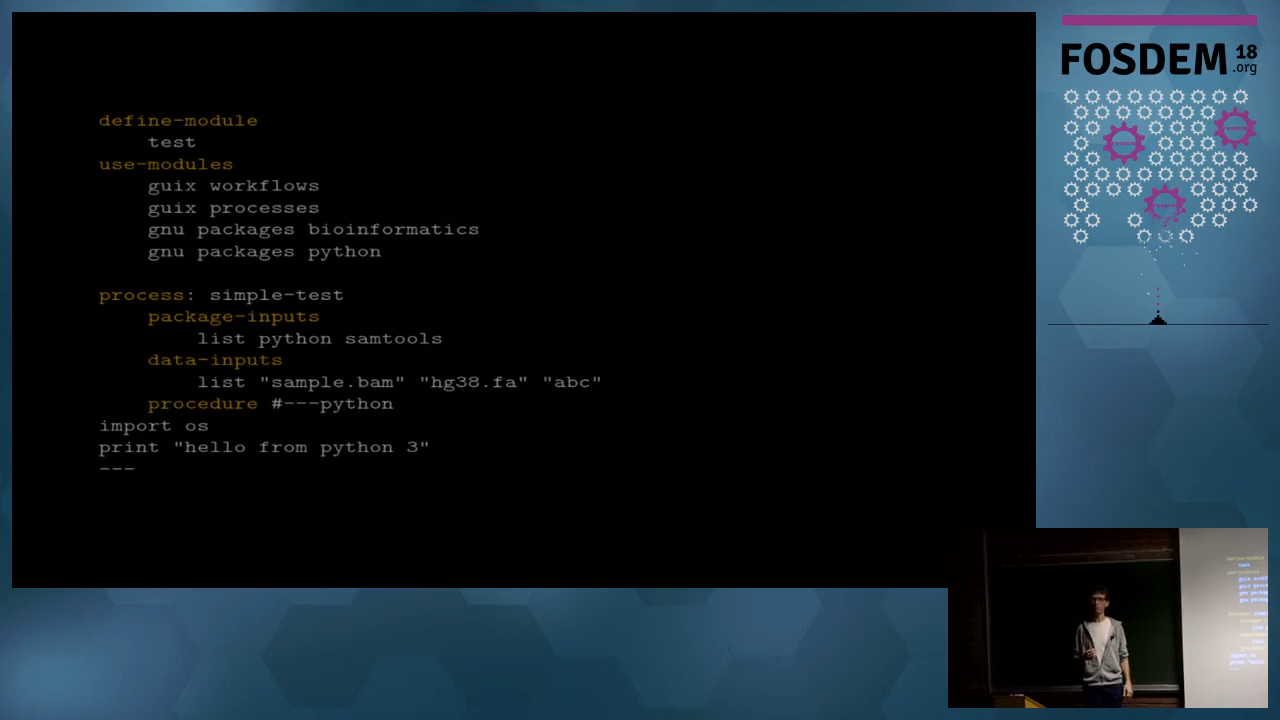 define-module
test
use-modules
guix workflows
guix processes
gnu packages bioinformatics
gnu packages python
process: simple-test
package-inputs
list python samtools
data-inputs
list "sample.bam" "hg38.fa" "abc"
procedure #---python
import os
print "hello from python 3"
---
FOSDEM 18
.org